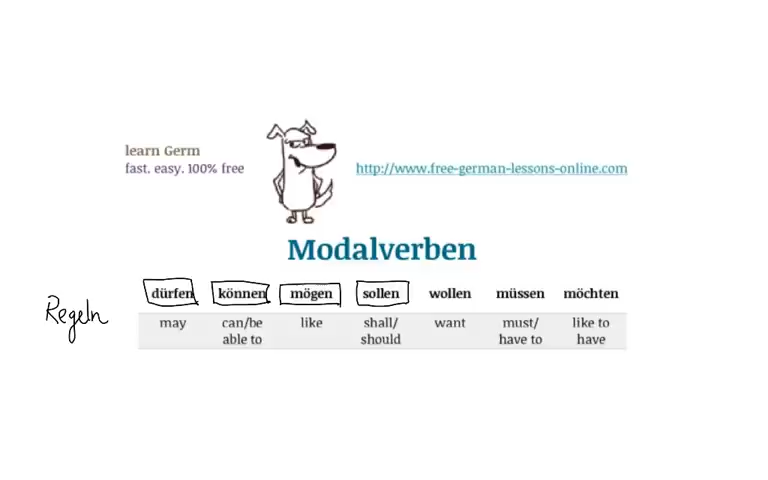 learn Germ
fast. easy. 100% free
http://www.free-german-lessons-online.com
Modalverben
dürfen können mögen sollen wollen müssen möchten
Regeln
may can/be able to like shall/ should want must/ have to like to have